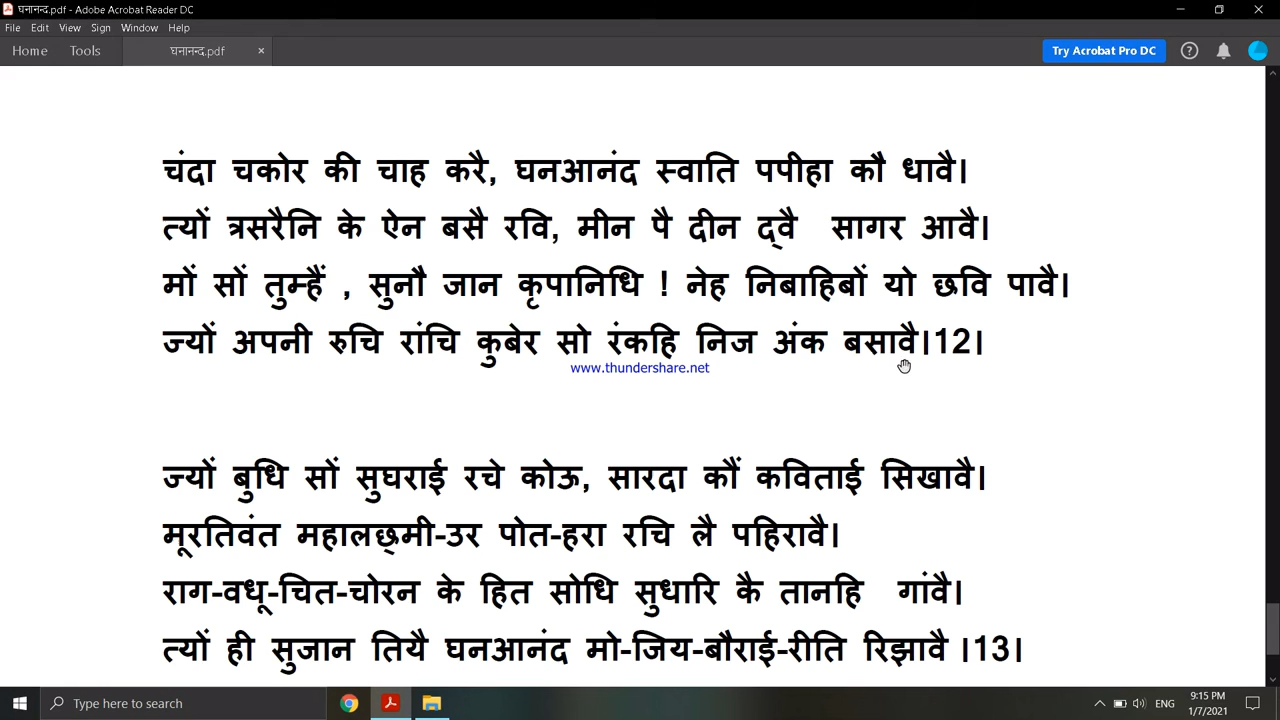 घनानन्द.pdf - Adobe Acrobat Reader DC
File Edit View Sign Window Help
Home Tools घनानन्द.pdf × Try Acrobat Pro DC
चंदा चकोर की चाह करै, घनआनंद स्वाति पपीहा कौ धावै।
त्यों त्रसरैनि के ऐन बसै रवि, मीन पै दीन द्वै सागर आवै।
मों सों तुम्हैं , सुनौ जान कृपानिधि ! नेह निबाहिबों यो छवि पावै।
ज्यों अपनी रुचि रांचि कुबेर सो रंकहि निज अंक बसावै।12।
www.thundershare.net
ज्यों बुधि सों सुघराई रचे कोऊ, सारदा कौं कविताई सिखावै।
मूरतिवंत महालछ्मी-उर पोत-हरा रचि लै पहिरावै।
राग-वधू-चित-चोरन के हित सोधि सुधारि कै तानहि गांवै।
त्यों ही सुजान तियै घनआनंद मो-जिय-बौराई-रीति रिझावै ।13।
Type here to search ENG 9:15 PM
1/7/2021